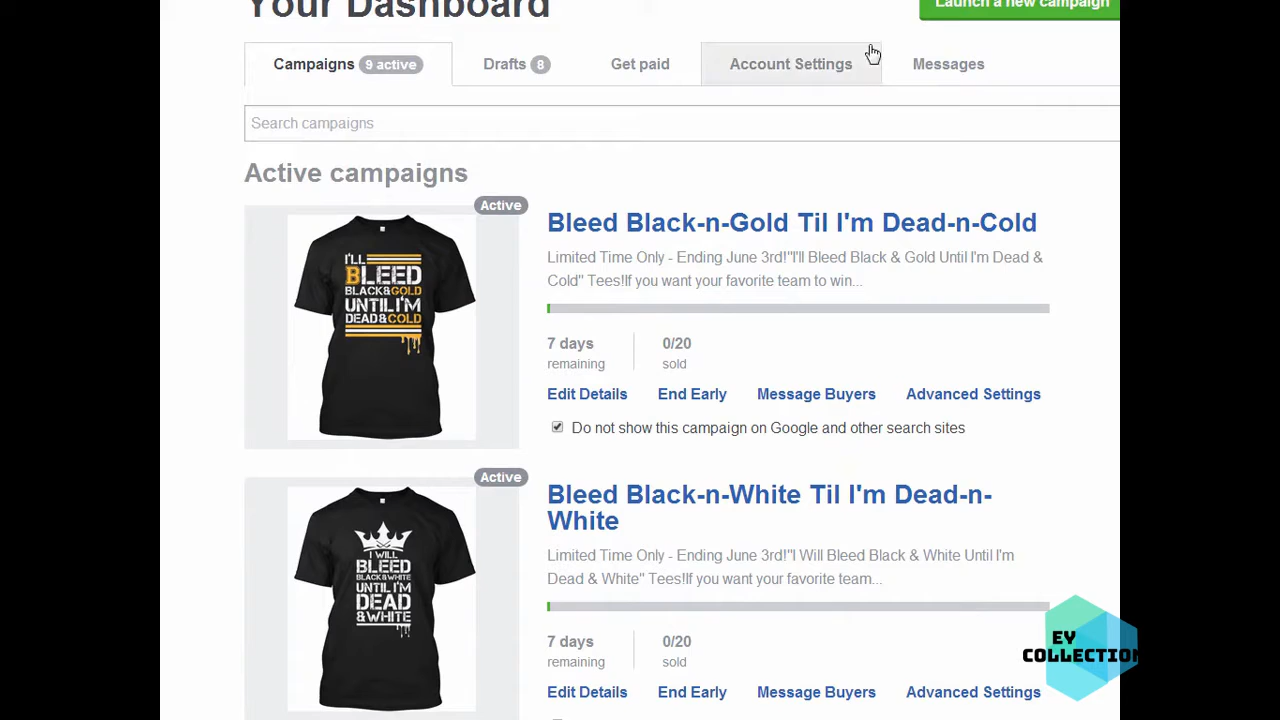 Your Dashboard
Launch a new campaign
Campaigns 9 active
Drafts 8
Get paid
Account Settings
Messages
Search campaigns
Active campaigns
Active
I'LL
BLEED
BLACK&GOLD
UNTIL I'M
DEAD&COLD
Bleed Black-n-Gold Til I'm Dead-n-Cold
Limited Time Only - Ending June 3rd!"I'll Bleed Black & Gold Until I'm Dead &
Cold" Tees!If you want your favorite team to win...
7 days
remaining
0/20
sold
Edit Details
End Early
Message Buyers
Advanced Settings
Do not show this campaign on Google and other search sites
Active
I WILL
BLEED
BLACK&WHITE
UNTIL I'M
DEAD
&WHITE
Bleed Black-n-White Til I'm Dead-n-
White
Limited Time Only - Ending June 3rd!"I Will Bleed Black & White Until I'm
Dead & White" Tees!If you want your favorite team...
7 days
remaining
0/20
sold
Edit Details
End Early
Message Buyers
Advanced Settings
EY
COLLECTION